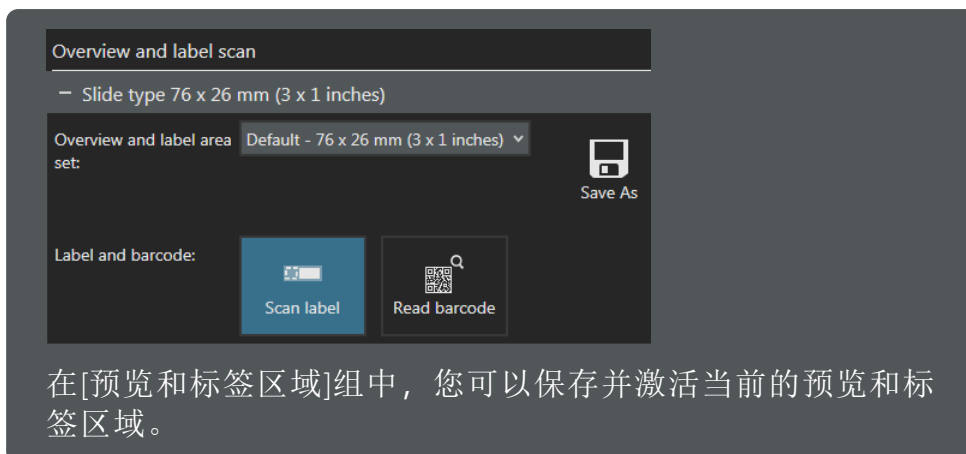 Overview and label scan
− Slide type 76 x 26 mm (3 x 1 inches)
Overview and label area
set:
Default - 76 x 26 mm (3 x 1 inches)
Save As
Label and barcode:
Scan label
Read barcode
在[预览和标签区域]组中，您可以保存并激活当前的预览和标
签区域。